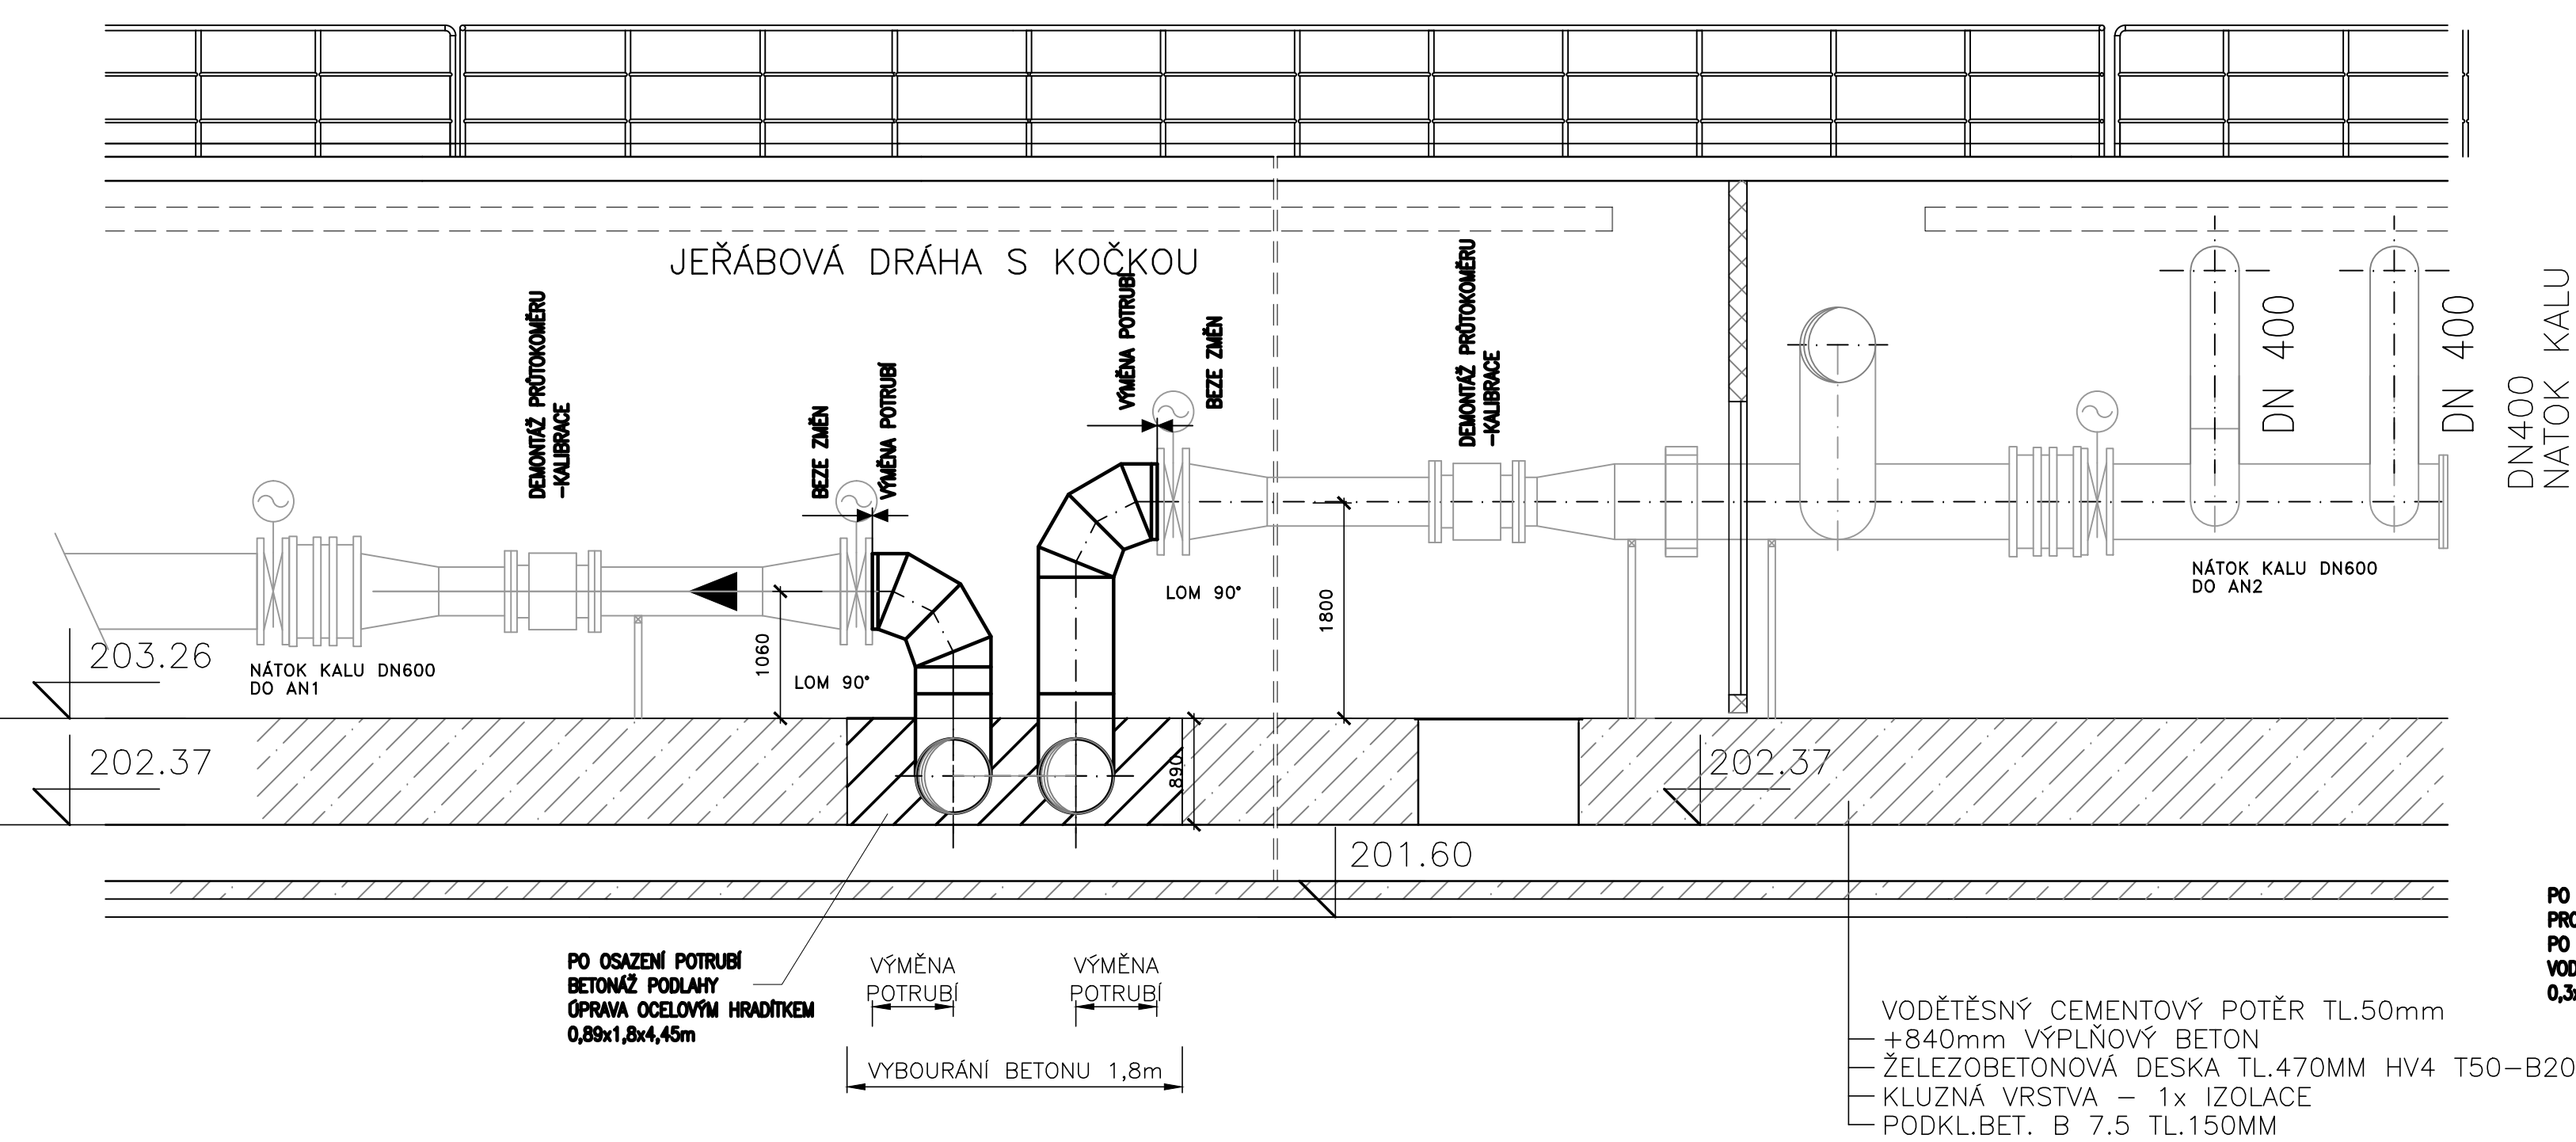 JEŘÁBOVÁ DRÁHA S KOČKOU
DEMONTÁŽ PRŮTOKOMĚRU
-KALIBRACE
BEZE ZMĚN
VÝMĚNA POTRUBÍ
VÝMĚNA POTRUBÍ
BEZE ZMĚN
DEMONTÁŽ PRŮTOKOMĚRU
-KALIBRACE
DN 400
DN 400
DN400
NATOK KALU
NÁTOK KALU DN600
DO AN2
LOM 90°
1800
203.26
NÁTOK KALU DN600
DO AN1
1060
LOM 90°
202.37
890
202.37
201.60
PO OSAZENÍ POTRUBÍ
BETONÁŽ PODLAHY
ÚPRAVA OCELOVÝM HRADÍTKEM
0,89x1,8x4,45m
VÝMĚNA
POTRUBÍ
VÝMĚNA
POTRUBÍ
VYBOURÁNÍ BETONU 1,8m
VODĚTĚSNÝ CEMENTOVÝ POTĚR TL.50mm
+840mm VÝPLŇOVÝ BETON
ŽELEZOBETONOVÁ DESKA TL.470MM HV4 T50-B20
KLUZNÁ VRSTVA - 1x IZOLACE
PODKL.BET. B 7.5 TL.150MM
PO
PO